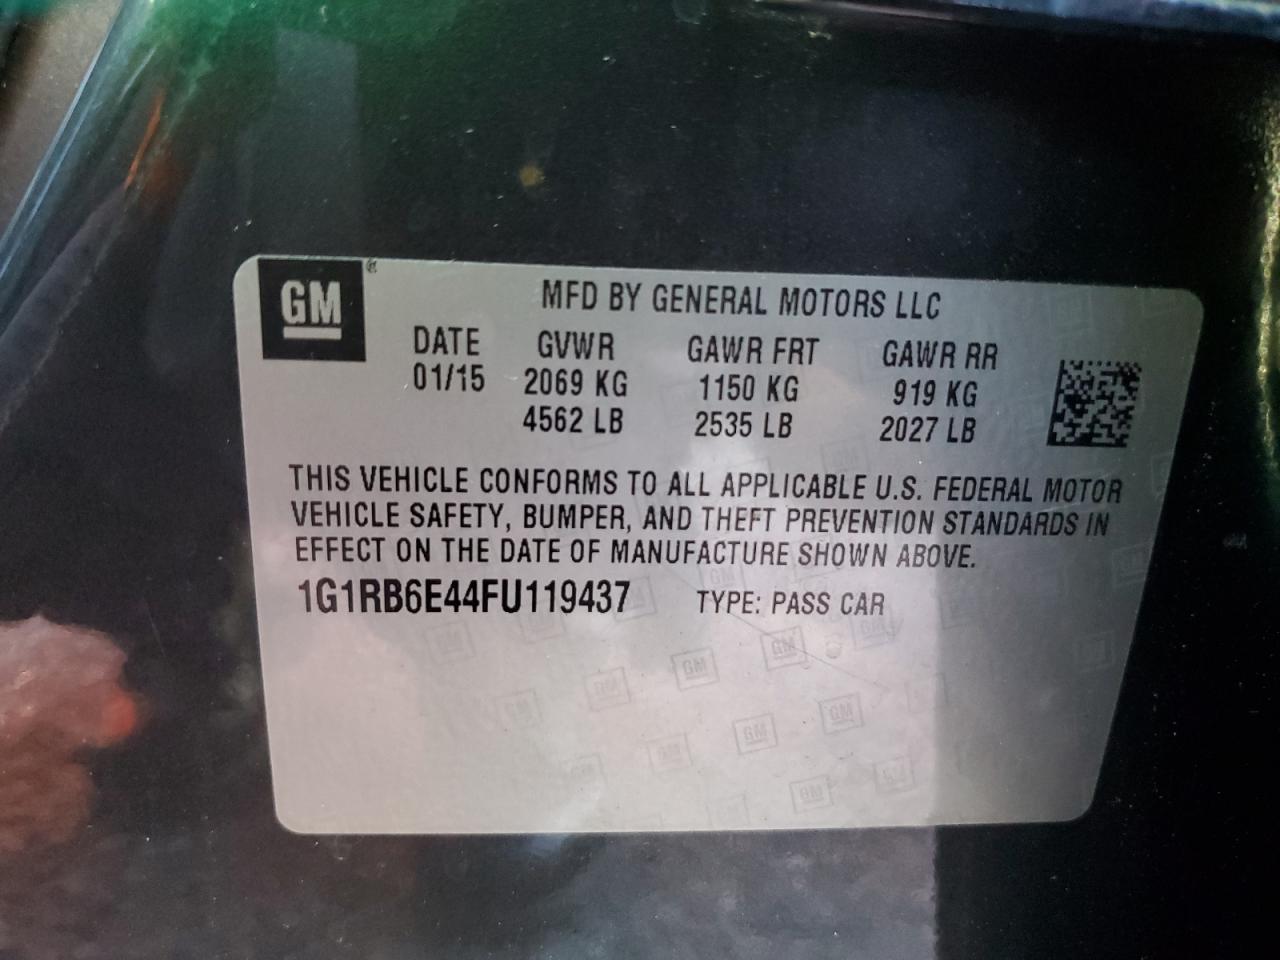 GM
MFD BY GENERAL MOTORS LLC
DATE GVWR GAWR FRT GAWR RR
01/15 2069 KG 1150 KG 919 KG
4562 LB 2535 LB 2027 LB
THIS VEHICLE CONFORMS TO ALL APPLICABLE U.S. FEDERAL MOTOR
VEHICLE SAFETY, BUMPER, AND THEFT PREVENTION STANDARDS IN
EFFECT ON THE DATE OF MANUFACTURE SHOWN ABOVE.
1G1RB6E44FU119437 TYPE: PASS CAR